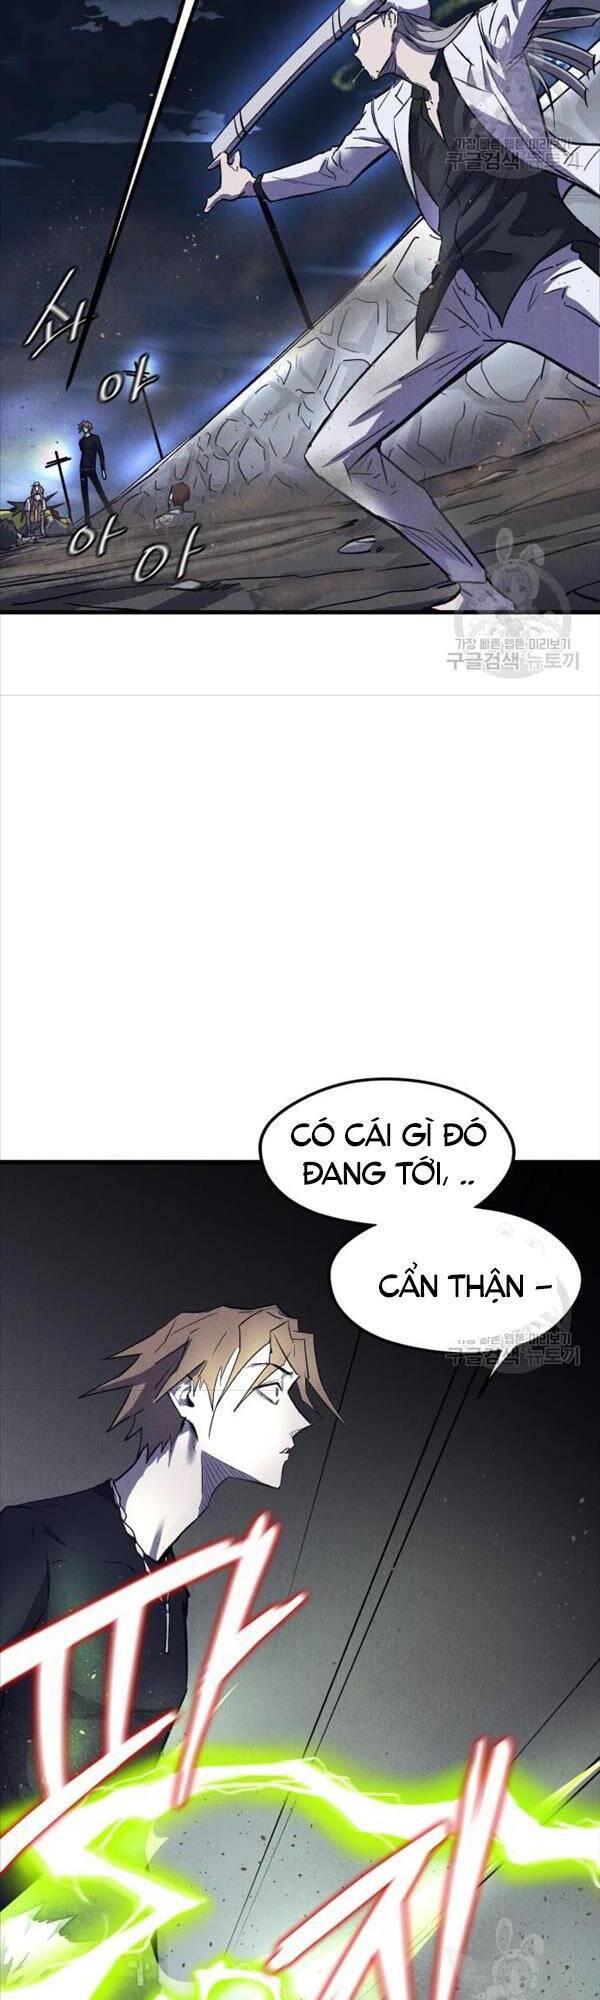 가장 빠른 웹툰 미리보기
구글검색 뉴토끼
쏴
아
아
아
가장 빠른 웹툰 미리보기
구글검색 뉴토끼
CÓ CÁI GÌ ĐÓ
ĐANG TỚI, ..
CẨN THẬN –
가장 빠른 웹툰 미리보기
구글검색 뉴토끼